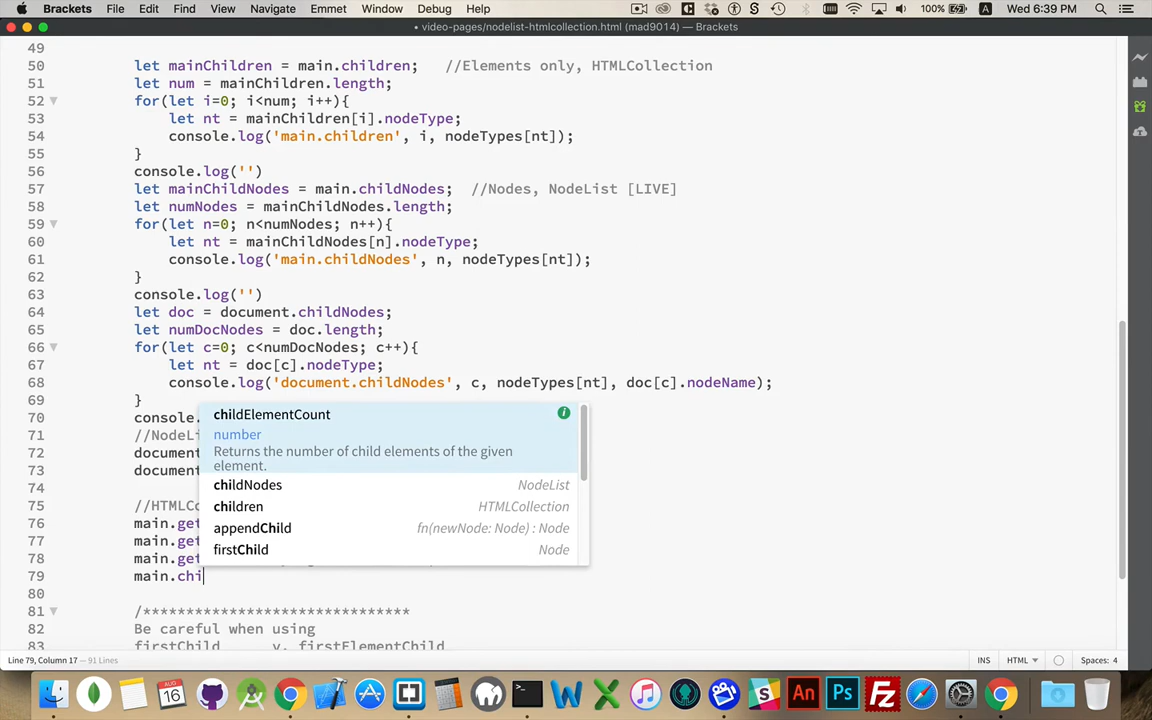 Brackets File Edit Find View Navigate Emmet Window Debug Help 100% Wed 6:39 PM
• video-pages/nodelist-htmlcollection.html (mad9014) — Brackets
49
50 let mainChildren = main.children; //Elements only, HTMLCollection
51 let num = mainChildren.length;
52 for(let i=0; i<num; i++){
53 let nt = mainChildren[i].nodeType;
54 console.log('main.children', i, nodeTypes[nt]);
55 }
56 console.log('')
57 let mainChildNodes = main.childNodes; //Nodes, NodeList [LIVE]
58 let numNodes = mainChildNodes.length;
59 for(let n=0; n<numNodes; n++){
60 let nt = mainChildNodes[n].nodeType;
61 console.log('main.childNodes', n, nodeTypes[nt]);
62 }
63 console.log('')
64 let doc = document.childNodes;
65 let numDocNodes = doc.length;
66 for(let c=0; c<numDocNodes; c++){
67 let nt = doc[c].nodeType;
68 console.log('document.childNodes', c, nodeTypes[nt], doc[c].nodeName);
69 }
70 console.
71 //NodeLi
72 document
73 document
74
75 //HTMLCo
76 main.get
77 main.get
78 main.get
79 main.chi
80
81 /*******************************
82 Be careful when using
83 firstChild v. firstElementChild
childElementCount
number
Returns the number of child elements of the given
element.
childNodes NodeList
children HTMLCollection
appendChild fn(newNode: Node) : Node
firstChild Node
Line 79, Column 17 — 91 Lines INS HTML Spaces: 4
AUG
16
W X S An Ps Fz